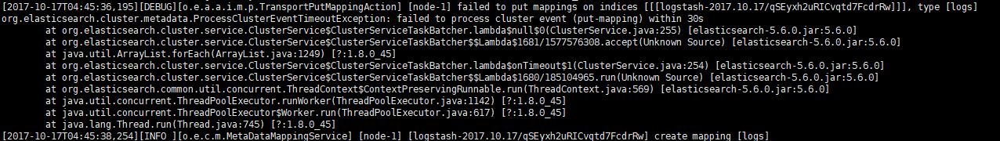 [2017-10-17T04:45:36,195][DEBUG][o.e.a.a.i.m.p.TransportPutMappingAction] [node-1] failed to put mappings on indices [[[logstash-2017.10.17/qSEyxh2uRICvqtd7FcdrRw]]], type [logs]
org.elasticsearch.cluster.metadata.ProcessClusterEventTimeoutException: failed to process cluster event (put-mapping) within 30s
at org.elasticsearch.cluster.service.ClusterService$ClusterServiceTaskBatcher.lambda$null$0(ClusterService.java:255) [elasticsearch-5.6.0.jar:5.6.0]
at org.elasticsearch.cluster.service.ClusterService$ClusterServiceTaskBatcher$$Lambda$1681/1577576308.accept(Unknown Source) [elasticsearch-5.6.0.jar:5.6.0]
at java.util.ArrayList.forEach(ArrayList.java:1249) [?:1.8.0_45]
at org.elasticsearch.cluster.service.ClusterService$ClusterServiceTaskBatcher.lambda$onTimeout$1(ClusterService.java:254) [elasticsearch-5.6.0.jar:5.6.0]
at org.elasticsearch.cluster.service.ClusterService$ClusterServiceTaskBatcher$$Lambda$1680/185104965.run(Unknown Source) [elasticsearch-5.6.0.jar:5.6.0]
at org.elasticsearch.common.util.concurrent.ThreadContext$ContextPreservingRunnable.run(ThreadContext.java:569) [elasticsearch-5.6.0.jar:5.6.0]
at java.util.concurrent.ThreadPoolExecutor.runWorker(ThreadPoolExecutor.java:1142) [?:1.8.0_45]
at java.util.concurrent.ThreadPoolExecutor$Worker.run(ThreadPoolExecutor.java:617) [?:1.8.0_45]
at java.lang.Thread.run(Thread.java:745) [?:1.8.0_45]
[2017-10-17T04:45:38,254][INFO ][o.e.c.m.MetaDataMappingService] [node-1] [logstash-2017.10.17/qSEyxh2uRICvqtd7FcdrRw] create mapping [logs]